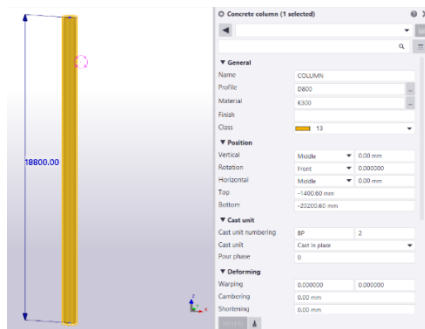 Concrete column (1 selected)
General
Name COLUMN
Profile D800
Material K300
Finish
Class 13
Position
Vertical Middle 0.00 mm
Rotation Front 0.000000
Horizontal Middle 0.00 mm
Top -1400.60 mm
Bottom -20200.60 mm
Cast unit
Cast unit numbering BP 2
Cast unit Cast in place
Pour phase 0
Deforming
Warping 0.000000 0.000000
Cambering 0.00 mm
Shortening 0.00 mm
18800.00
z
x